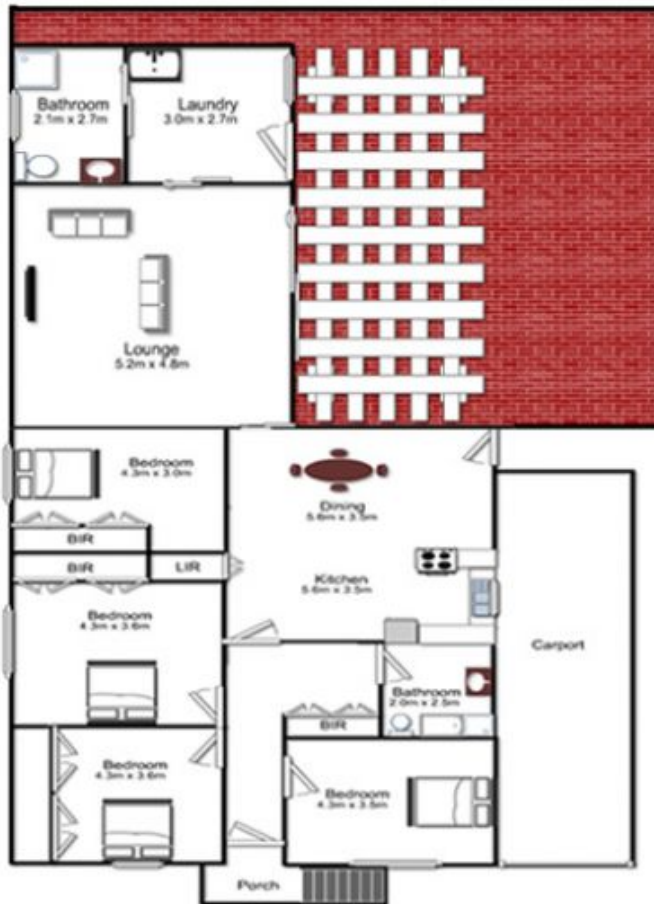 Bathroom
2.1m x 2.7m
Laundry
3.0m x 2.7m
Lounge
5.2m x 4.8m
Bedroom
4.3m x 3.0m
BIR
BIR
LIR
Dining
5.6m x 3.5m
Kitchen
5.6m x 3.5m
Bedroom
4.3m x 3.6m
Carport
Bathroom
2.0m x 2.5m
BIR
Bedroom
4.3m x 3.6m
Bedroom
4.3m x 3.5m
Porch